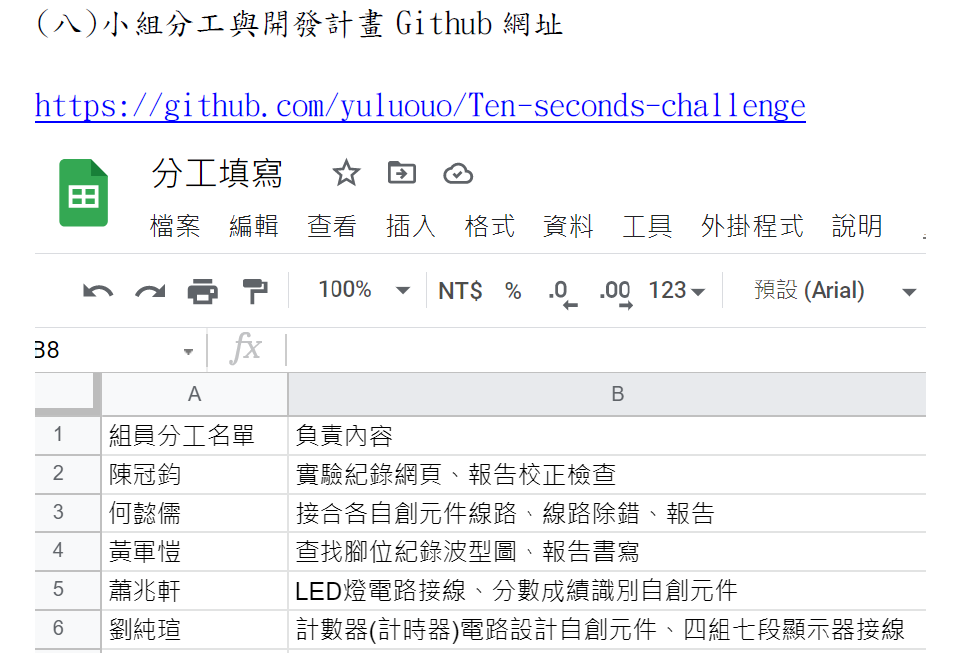 (八)小組分工與開發計畫 Github 網址
https://github.com/yuluouo/Ten-seconds-challenge
分工填寫
檔案 編輯 查看 插入 格式 資料 工具 外掛程式 說明
100% NT$ % .0 .00 123 預設 (Arial)
B8 fx
A B
1 組員分工名單 負責內容
2 陳冠鈞 實驗紀錄網頁、報告校正檢查
3 何懿儒 接合各自創元件線路、線路除錯、報告
4 黃軍愷 查找腳位紀錄波型圖、報告書寫
5 蕭兆軒 LED燈電路接線、分數成績識別自創元件
6 劉純瑄 計數器(計時器)電路設計自創元件、四組七段顯示器接線